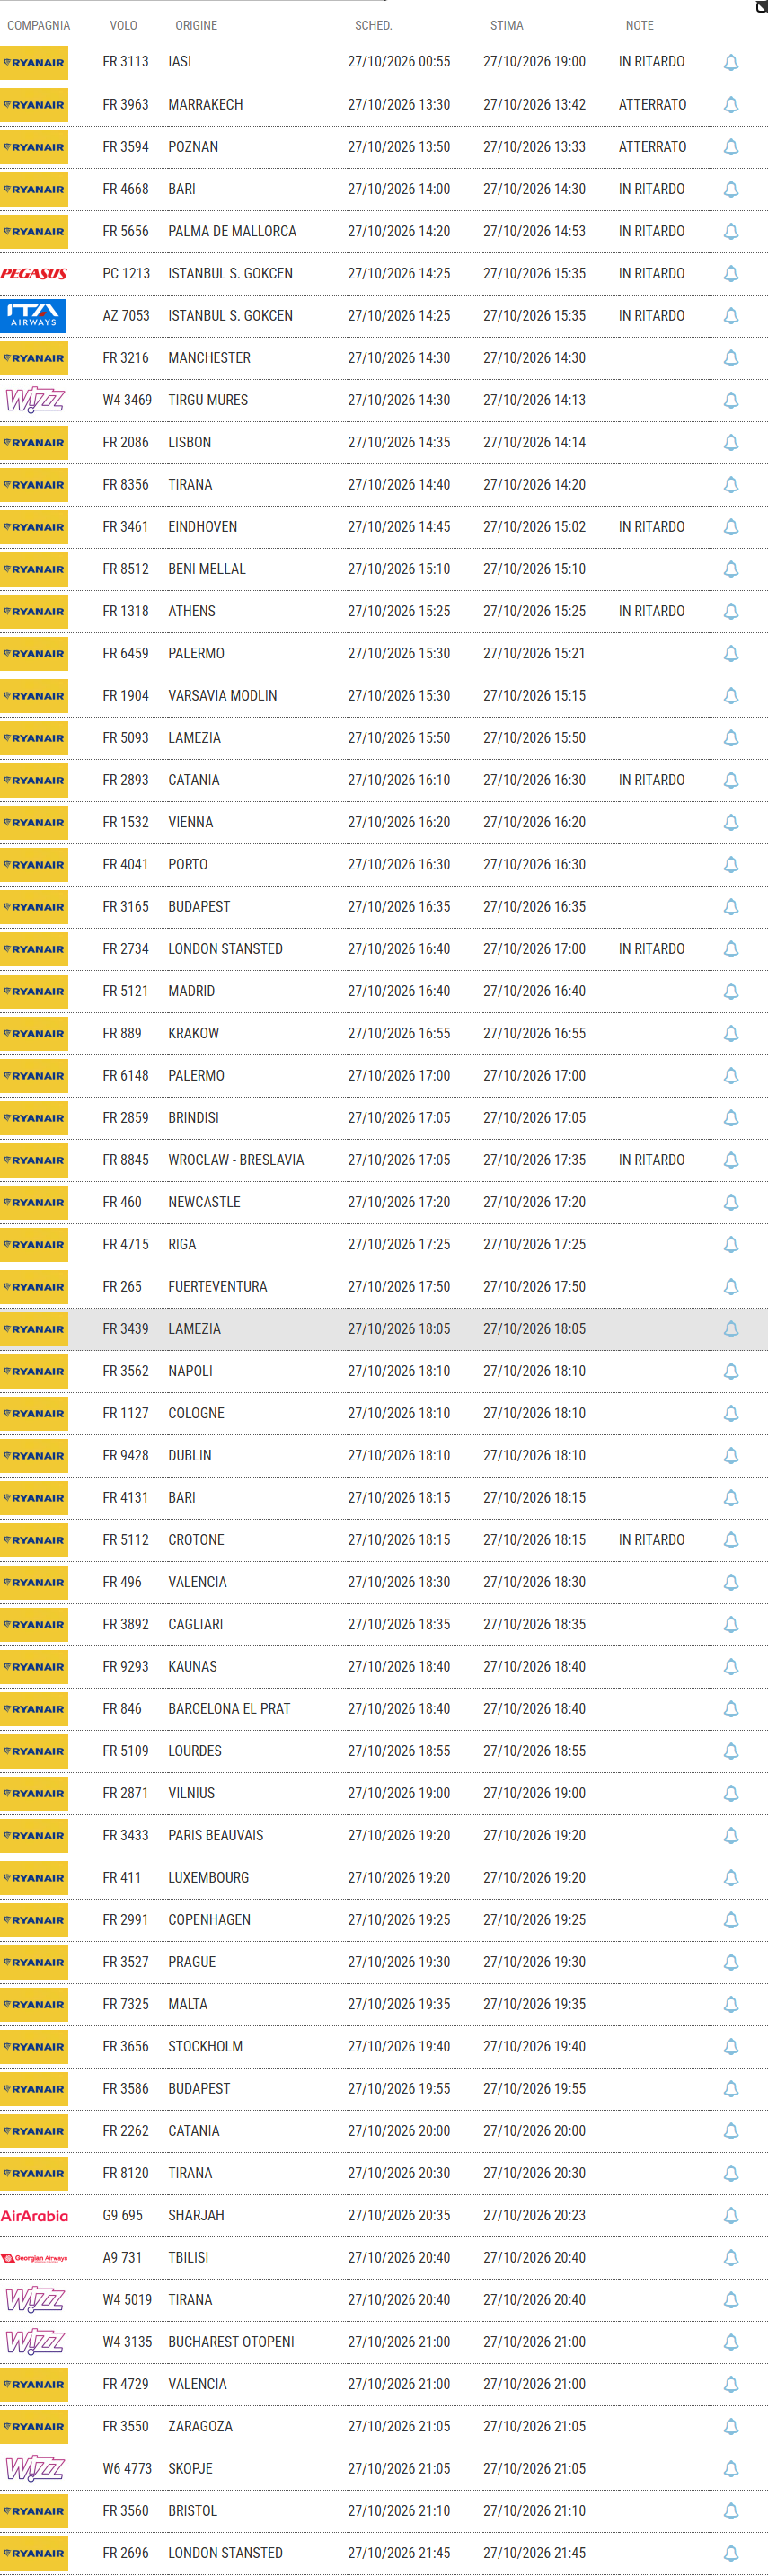 COMPAGNIA VOLO ORIGINE SCHED. STIMA NOTE
RYANAIR FR 3113 IASI 27/10/2026 00:55 27/10/2026 19:00 IN RITARDO
RYANAIR FR 3963 MARRAKECH 27/10/2026 13:30 27/10/2026 13:42 ATTERRATO
RYANAIR FR 3594 POZNAN 27/10/2026 13:50 27/10/2026 13:33 ATTERRATO
RYANAIR FR 4668 BARI 27/10/2026 14:00 27/10/2026 14:30 IN RITARDO
RYANAIR FR 5656 PALMA DE MALLORCA 27/10/2026 14:20 27/10/2026 14:53 IN RITARDO
PEGASUS PC 1213 ISTANBUL S. GOKCEN 27/10/2026 14:25 27/10/2026 15:35 IN RITARDO
ITA AIRWAYS AZ 7053 ISTANBUL S. GOKCEN 27/10/2026 14:25 27/10/2026 15:35 IN RITARDO
RYANAIR FR 3216 MANCHESTER 27/10/2026 14:30 27/10/2026 14:30
WIZZ W4 3469 TIRGU MURES 27/10/2026 14:30 27/10/2026 14:13
RYANAIR FR 2086 LISBON 27/10/2026 14:35 27/10/2026 14:14
RYANAIR FR 8356 TIRANA 27/10/2026 14:40 27/10/2026 14:20
RYANAIR FR 3461 EINDHOVEN 27/10/2026 14:45 27/10/2026 15:02 IN RITARDO
RYANAIR FR 8512 BENI MELLAL 27/10/2026 15:10 27/10/2026 15:10
RYANAIR FR 1318 ATHENS 27/10/2026 15:25 27/10/2026 15:25 IN RITARDO
RYANAIR FR 6459 PALERMO 27/10/2026 15:30 27/10/2026 15:21
RYANAIR FR 1904 VARSAVIA MODLIN 27/10/2026 15:30 27/10/2026 15:15
RYANAIR FR 5093 LAMEZIA 27/10/2026 15:50 27/10/2026 15:50
RYANAIR FR 2893 CATANIA 27/10/2026 16:10 27/10/2026 16:30 IN RITARDO
RYANAIR FR 1532 VIENNA 27/10/2026 16:20 27/10/2026 16:20
RYANAIR FR 4041 PORTO 27/10/2026 16:30 27/10/2026 16:30
RYANAIR FR 3165 BUDAPEST 27/10/2026 16:35 27/10/2026 16:35
RYANAIR FR 2734 LONDON STANSTED 27/10/2026 16:40 27/10/2026 17:00 IN RITARDO
RYANAIR FR 5121 MADRID 27/10/2026 16:40 27/10/2026 16:40
RYANAIR FR 889 KRAKOW 27/10/2026 16:55 27/10/2026 16:55
RYANAIR FR 6148 PALERMO 27/10/2026 17:00 27/10/2026 17:00
RYANAIR FR 2859 BRINDISI 27/10/2026 17:05 27/10/2026 17:05
RYANAIR FR 8845 WROCLAW - BRESLAVIA 27/10/2026 17:05 27/10/2026 17:35 IN RITARDO
RYANAIR FR 460 NEWCASTLE 27/10/2026 17:20 27/10/2026 17:20
RYANAIR FR 4715 RIGA 27/10/2026 17:25 27/10/2026 17:25
RYANAIR FR 265 FUERTEVENTURA 27/10/2026 17:50 27/10/2026 17:50
RYANAIR FR 3439 LAMEZIA 27/10/2026 18:05 27/10/2026 18:05
RYANAIR FR 3562 NAPOLI 27/10/2026 18:10 27/10/2026 18:10
RYANAIR FR 1127 COLOGNE 27/10/2026 18:10 27/10/2026 18:10
RYANAIR FR 9428 DUBLIN 27/10/2026 18:10 27/10/2026 18:10
RYANAIR FR 4131 BARI 27/10/2026 18:15 27/10/2026 18:15
RYANAIR FR 5112 CROTONE 27/10/2026 18:15 27/10/2026 18:15 IN RITARDO
RYANAIR FR 496 VALENCIA 27/10/2026 18:30 27/10/2026 18:30
RYANAIR FR 3892 CAGLIARI 27/10/2026 18:35 27/10/2026 18:35
RYANAIR FR 9293 KAUNAS 27/10/2026 18:40 27/10/2026 18:40
RYANAIR FR 846 BARCELONA EL PRAT 27/10/2026 18:40 27/10/2026 18:40
RYANAIR FR 5109 LOURDES 27/10/2026 18:55 27/10/2026 18:55
RYANAIR FR 2871 VILNIUS 27/10/2026 19:00 27/10/2026 19:00
RYANAIR FR 3433 PARIS BEAUVAIS 27/10/2026 19:20 27/10/2026 19:20
RYANAIR FR 411 LUXEMBOURG 27/10/2026 19:20 27/10/2026 19:20
RYANAIR FR 2991 COPENHAGEN 27/10/2026 19:25 27/10/2026 19:25
RYANAIR FR 3527 PRAGUE 27/10/2026 19:30 27/10/2026 19:30
RYANAIR FR 7325 MALTA 27/10/2026 19:35 27/10/2026 19:35
RYANAIR FR 3656 STOCKHOLM 27/10/2026 19:40 27/10/2026 19:40
RYANAIR FR 3586 BUDAPEST 27/10/2026 19:55 27/10/2026 19:55
RYANAIR FR 2262 CATANIA 27/10/2026 20:00 27/10/2026 20:00
RYANAIR FR 8120 TIRANA 27/10/2026 20:30 27/10/2026 20:30
AirArabia G9 695 SHARJAH 27/10/2026 20:35 27/10/2026 20:23
Georgian Airways A9 731 TBILISI 27/10/2026 20:40 27/10/2026 20:40
WIZZ W4 5019 TIRANA 27/10/2026 20:40 27/10/2026 20:40
WIZZ W4 3135 BUCHAREST OTOPENI 27/10/2026 21:00 27/10/2026 21:00
RYANAIR FR 4729 VALENCIA 27/10/2026 21:00 27/10/2026 21:00
RYANAIR FR 3550 ZARAGOZA 27/10/2026 21:05 27/10/2026 21:05
WIZZ W6 4773 SKOPJE 27/10/2026 21:05 27/10/2026 21:05
RYANAIR FR 3560 BRISTOL 27/10/2026 21:10 27/10/2026 21:10
RYANAIR FR 2696 LONDON STANSTED 27/10/2026 21:45 27/10/2026 21:45